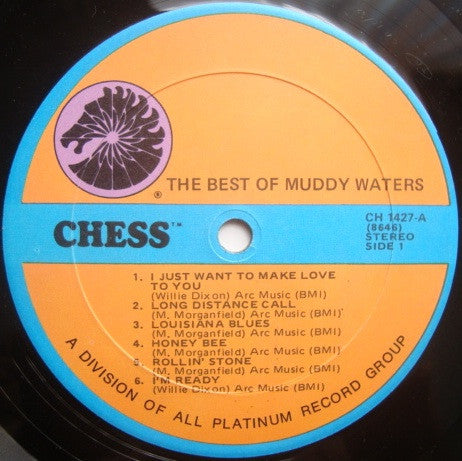 ® THE BEST OF MUDDY WATERS
CHESS™
CH 1427-A
(8646)
STEREO
SIDE 1
1. I JUST WANT TO MAKE LOVE
TO YOU
(Willie Dixon) Arc Music (BMI)
2. LONG DISTANCE CALL
(M. Morganfield) Arc Music (BMI)
3. LOUISIANA BLUES
(M. Morganfield) Arc Music (BMI)
4. HONEY BEE
(M. Morganfield) Arc Music (BMI)
5. ROLLIN' STONE
(M. Morganfield) Arc Music (BMI)
6. I'M READY
(Willie Dixon) Arc Music (BMI)
A DIVISION OF ALL PLATINUM RECORD GROUP